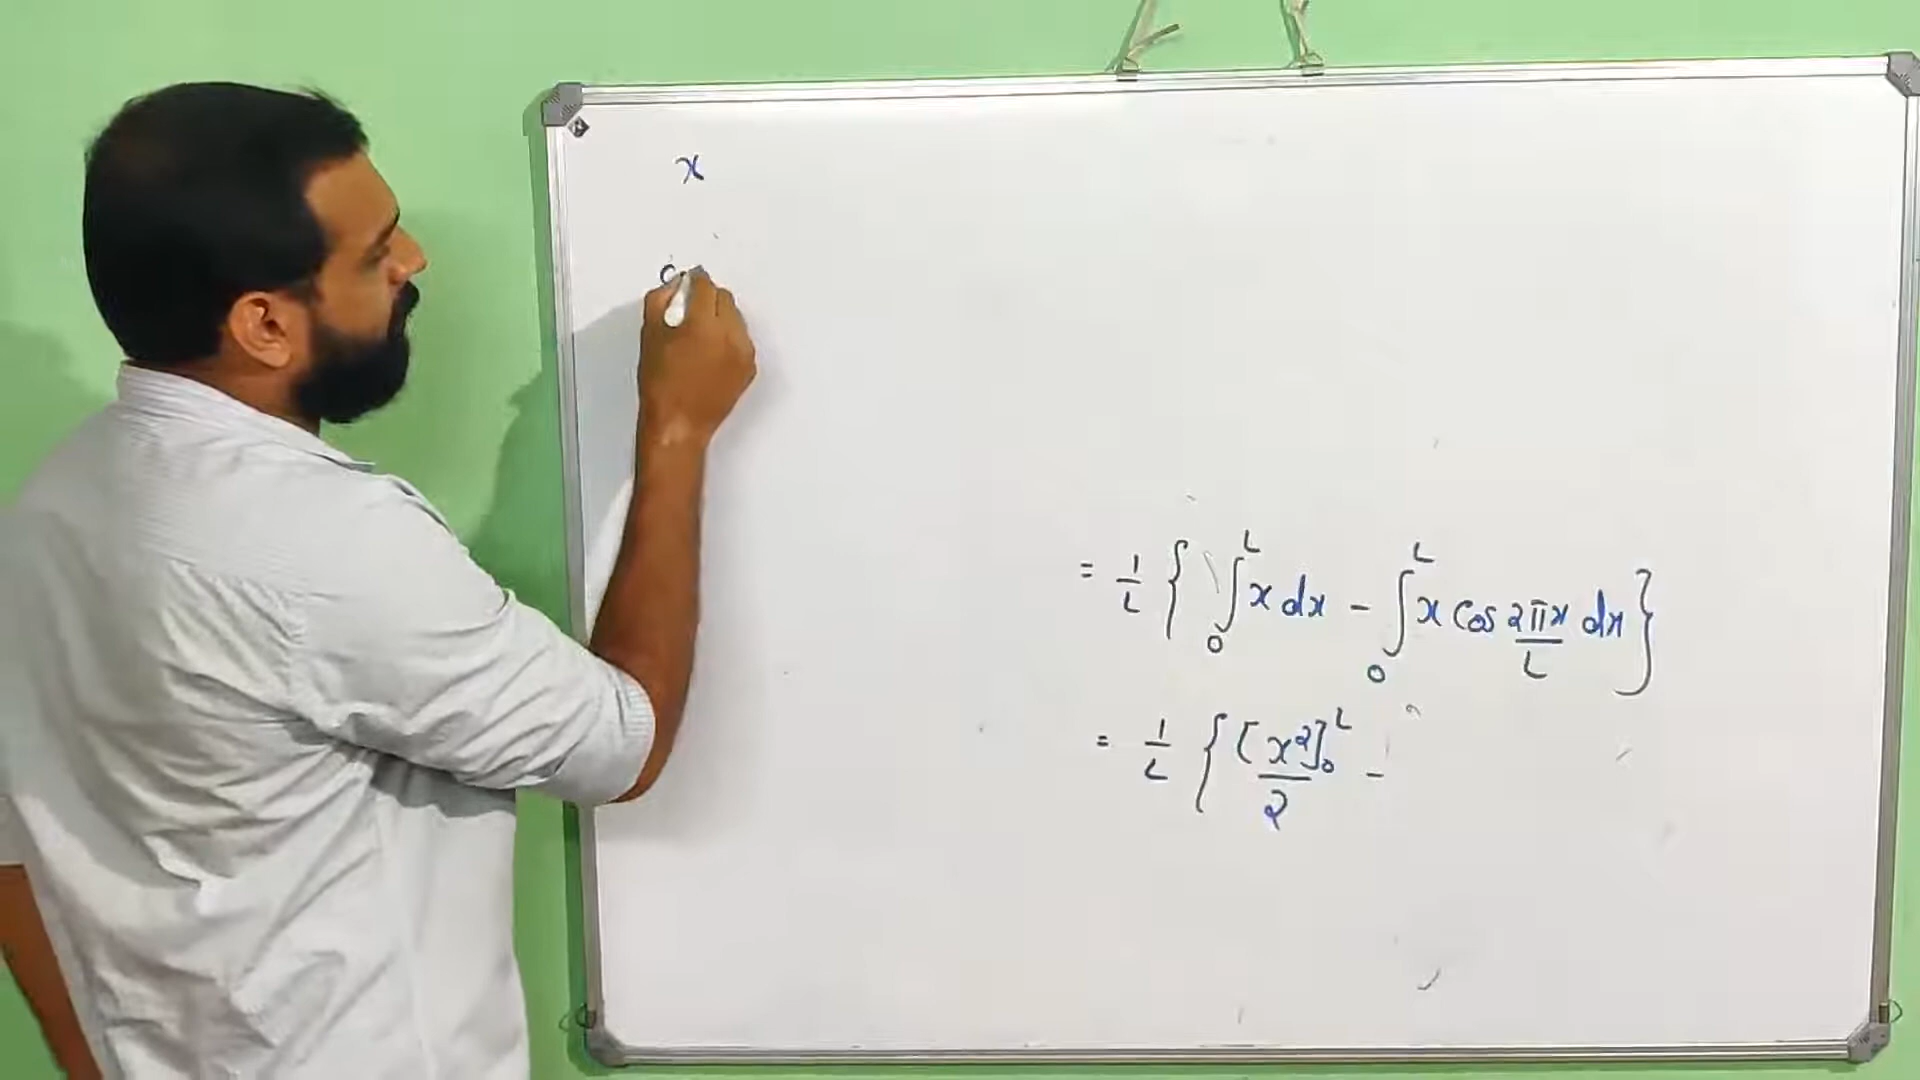 x
= 1/L { ∫₀ᴸ x dx - ∫₀ᴸ x Cos 2πx/L dx }
= 1/L { [x²/2]₀ᴸ -